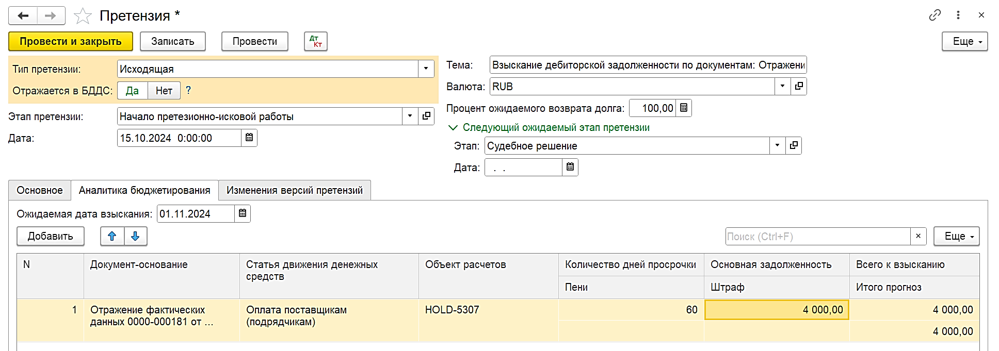 Претензия *
Провести и закрыть
Записать
Провести
Дт
Кт
Еще
Тип претензии:
Исходящая
Отражается в БДДС:
Да
Нет
?
Этап претензии:
Начало претезионно-исковой работы
Дата:
15.10.2024 0:00:00
Тема:
Взыскание дебиторской задолженности по документам: Отражени
Валюта:
RUB
Процент ожидаемого возврата долга:
100,00
Следующий ожидаемый этап претензии
Этап:
Судебное решение
Дата:
. .
Основное
Аналитика бюджетирования
Изменения версий претензий
Ожидаемая дата взыскания:
01.11.2024
Добавить
Поиск (Ctrl+F)
×
Еще
N
Документ-основание
Статья движения денежных
средств
Объект расчетов
Количество дней просрочки
Основная задолженность
Всего к взысканию
Пени
Штраф
Итого прогноз
1
Отражение фактических
данных 0000-000181 от ...
Оплата поставщикам
(подрядчикам)
HOLD-5307
60
4 000,00
4 000,00
4 000,00